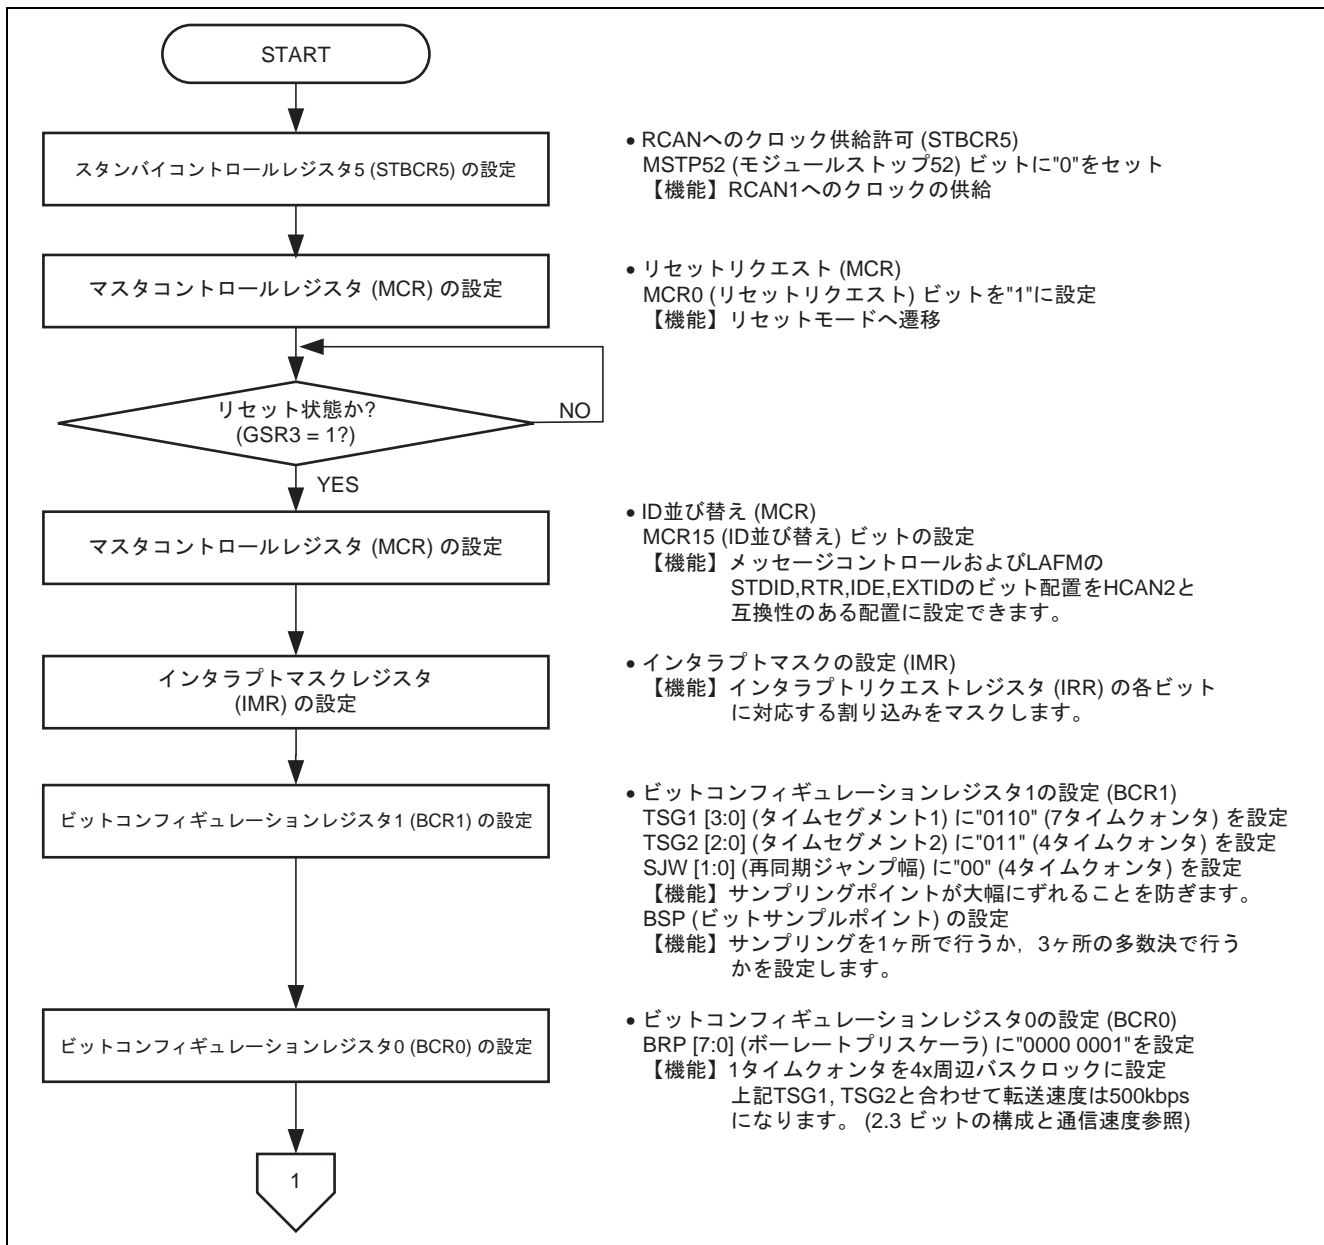 START
スタンバイコントロールレジスタ5 (STBCR5) の設定
• RCANへのクロック供給許可 (STBCR5)
MSTP52 (モジュールストップ52) ビットに"0"をセット
【機能】RCAN1へのクロックの供給
マスタコントロールレジスタ (MCR) の設定
• リセットリクエスト (MCR)
MCR0 (リセットリクエスト) ビットを"1"に設定
【機能】リセットモードへ遷移
リセット状態か?
(GSR3 = 1?)
NO
YES
マスタコントロールレジスタ (MCR) の設定
• ID並び替え (MCR)
MCR15 (ID並び替え) ビットの設定
【機能】メッセージコントロールおよびLAFMの
STDID,RTR,IDE,EXTIDのビット配置をHCAN2と
互換性のある配置に設定できます。
インタラプトマスクレジスタ
(IMR) の設定
• インタラプトマスクの設定 (IMR)
【機能】インタラプトリクエストレジスタ (IRR) の各ビット
に対応する割り込みをマスクします。
ビットコンフィギュレーションレジスタ1 (BCR1) の設定
• ビットコンフィギュレーションレジスタ1の設定 (BCR1)
TSG1 [3:0] (タイムセグメント1) に"0110" (7タイムクォンタ) を設定
TSG2 [2:0] (タイムセグメント2) に"011" (4タイムクォンタ) を設定
SJW [1:0] (再同期ジャンプ幅) に"00" (4タイムクォンタ) を設定
【機能】サンプリングポイントが大幅にずれることを防ぎます。
BSP (ビットサンプルポイント) の設定
【機能】サンプリングを1ヶ所で行うか，3ヶ所の多数決で行う
かを設定します。
ビットコンフィギュレーションレジスタ0 (BCR0) の設定
• ビットコンフィギュレーションレジスタ0の設定 (BCR0)
BRP [7:0] (ボーレートプリスケーラ) に"0000 0001"を設定
【機能】1タイムクォンタを4x周辺バスクロックに設定
上記TSG1, TSG2と合わせて転送速度は500kbps
になります。 (2.3 ビットの構成と通信速度参照)
1